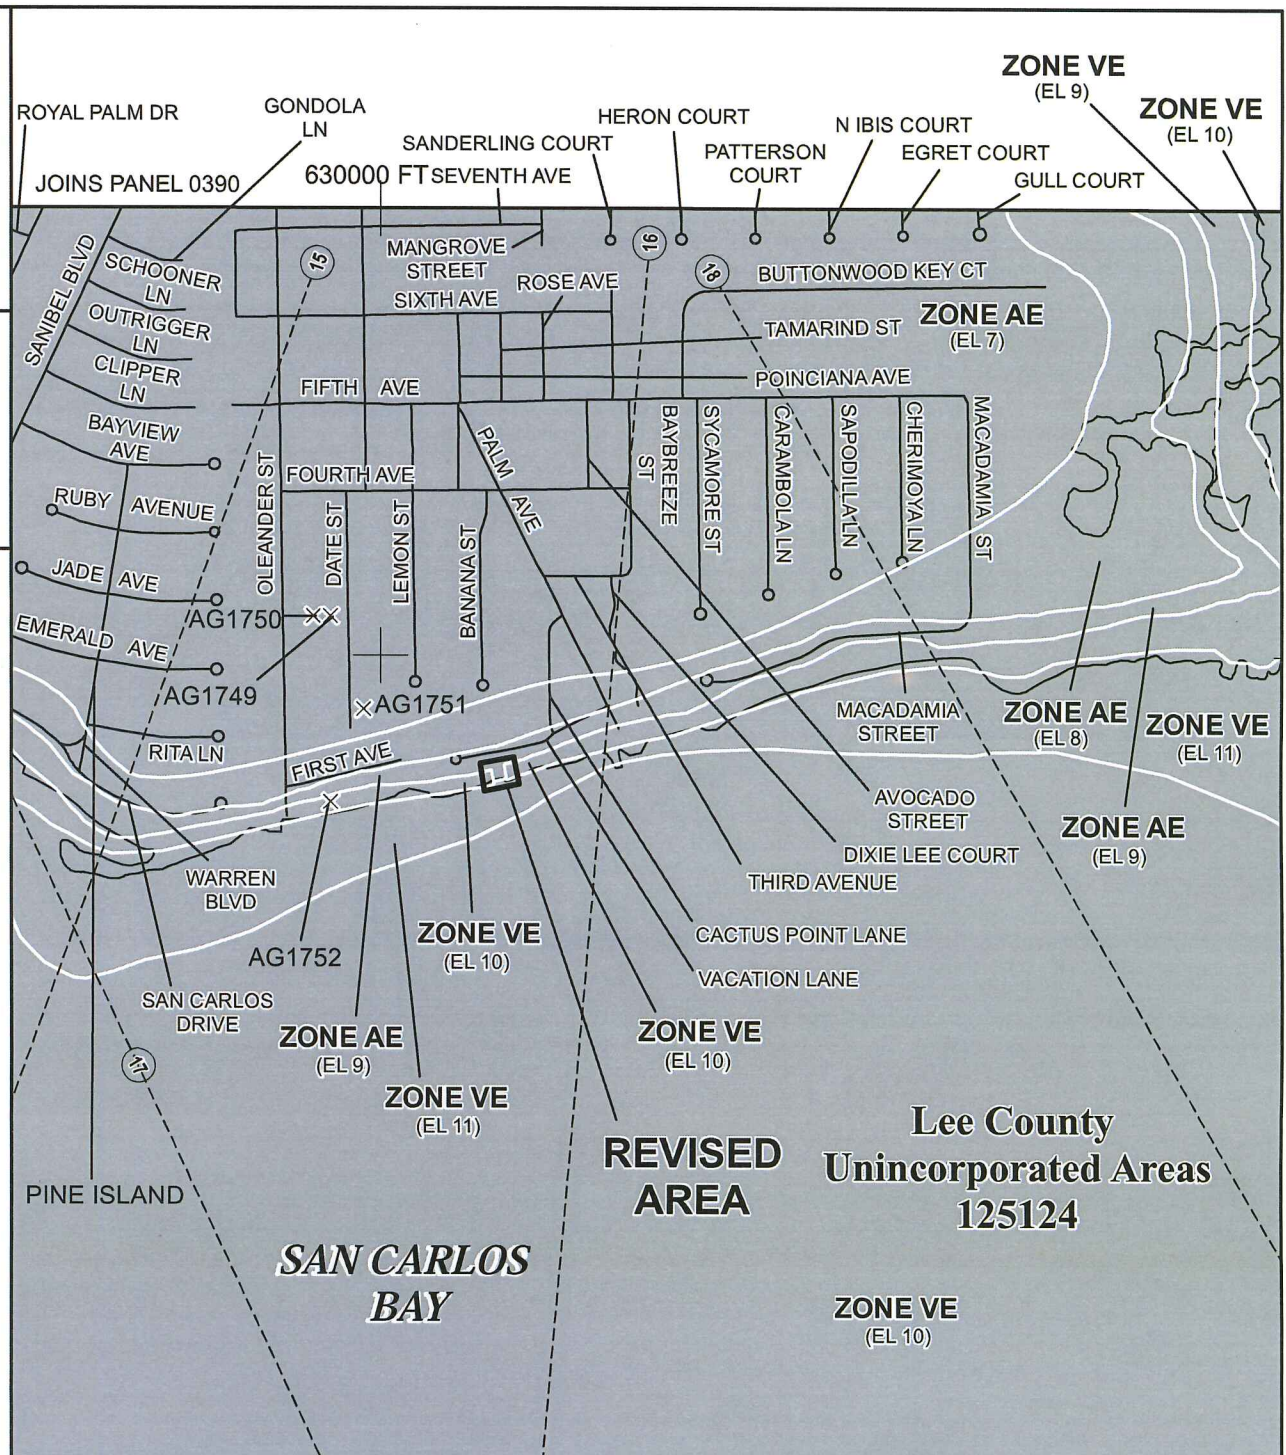 ZONE VE
(EL 9)
ZONE VE
(EL 10)
ROYAL PALM DR
GONDOLA
LN
SANDERLING COURT
HERON COURT
PATTERSON
COURT
N IBIS COURT
EGRET COURT
GULL COURT
JOINS PANEL 0390
630000 FT
SEVENTH AVE
SANIBEL BLVD
SCHOONER
LN
15
MANGROVE
STREET
16
18
BUTTONWOOD KEY CT
ROSE AVE
SIXTH AVE
OUTRIGGER
LN
TAMARIND ST
ZONE AE
(EL 7)
CLIPPER
LN
FIFTH AVE
POINCIANA AVE
BAYVIEW
AVE
PALM AVE
BAYBREEZE
ST
SYCAMORE ST
CARAMBOLA LN
SAPODILLA LN
CHERIMOYA LN
MACADAMIA ST
OLEANDER ST
FOURTH AVE
RUBY AVENUE
DATE ST
LEMON ST
BANANA ST
JADE AVE
AG1750
EMERALD AVE
AG1749
AG1751
MACADAMIA
STREET
ZONE AE
(EL 8)
ZONE VE
(EL 11)
RITA LN
FIRST AVE
AVOCADO
STREET
ZONE AE
(EL 9)
DIXIE LEE COURT
WARREN
BLVD
THIRD AVENUE
ZONE VE
(EL 10)
CACTUS POINT LANE
AG1752
VACATION LANE
SAN CARLOS
DRIVE
ZONE AE
(EL 9)
ZONE VE
(EL 10)
17
ZONE VE
(EL 11)
REVISED
AREA
Lee County
Unincorporated Areas
125124
PINE ISLAND
SAN CARLOS
BAY
ZONE VE
(EL 10)